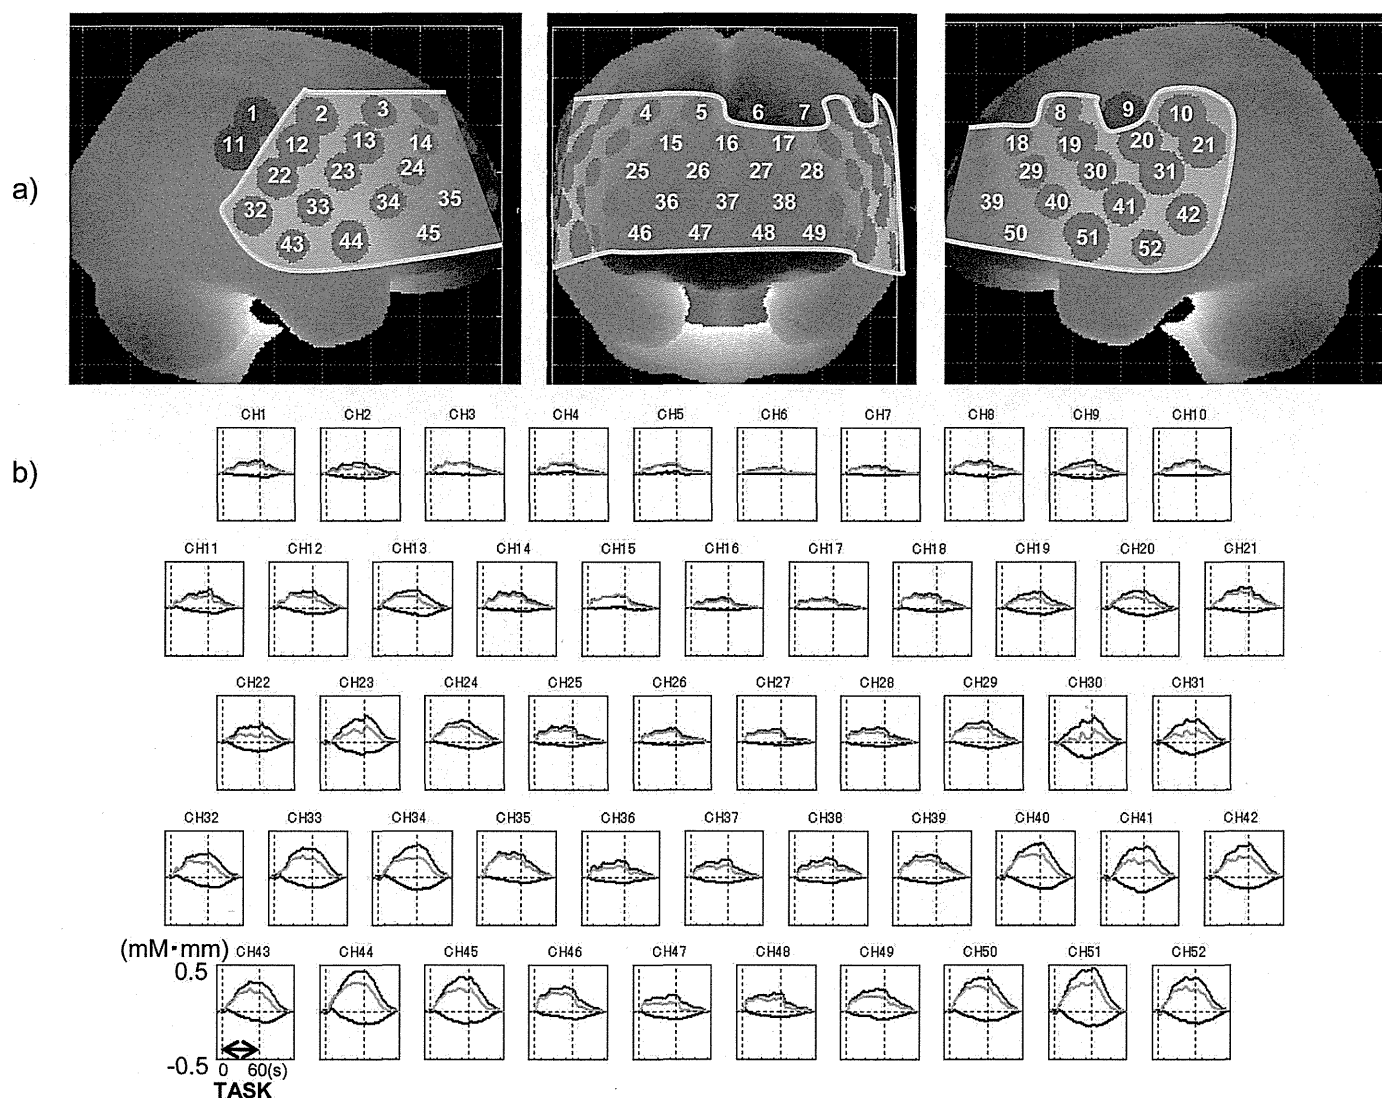 a)
1 2 3
11 12 13 14
22 23 24
32 33 34 35
43 44 45
4 5 6 7
15 16 17
25 26 27 28
36 37 38
46 47 48 49
8 9 10
18 19 20 21
29 30 31
39 40 41 42
50 51 52
b)
CH1 CH2 CH3 CH4 CH5 CH6 CH7 CH8 CH9 CH10
CH11 CH12 CH13 CH14 CH15 CH16 CH17 CH18 CH19 CH20 CH21
CH22 CH23 CH24 CH25 CH26 CH27 CH28 CH29 CH30 CH31
CH32 CH33 CH34 CH35 CH36 CH37 CH38 CH39 CH40 CH41 CH42
(mM・mm)
CH43 CH44 CH45 CH46 CH47 CH48 CH49 CH50 CH51 CH52
0.5
-0.5
0 60(s)
TASK